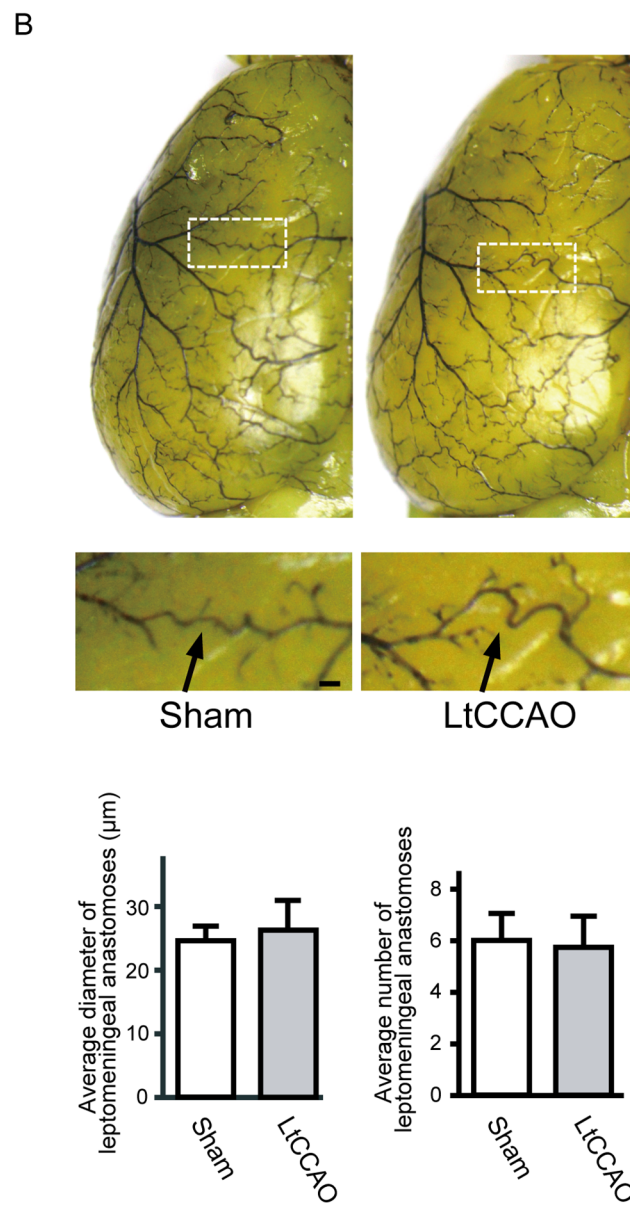 B
Sham
LtCCAO
Average diameter of
leptomeningeal anastomoses (μm)
30
20
10
0
Sham
LtCCAO
Average number of
leptomeningeal anastomoses
8
6
4
2
0
Sham
LtCCAO